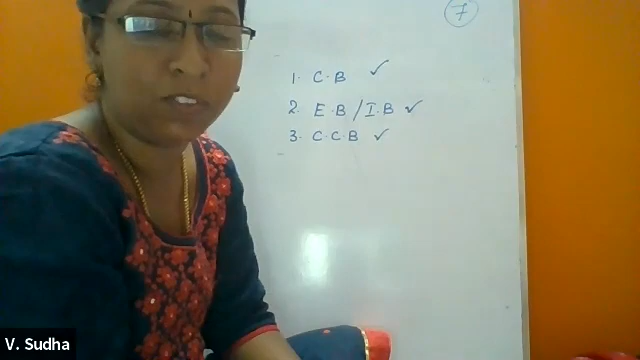 7
1. C.B ✓
2. E.B / I.B ✓
3. C.C.B ✓
V. Sudha